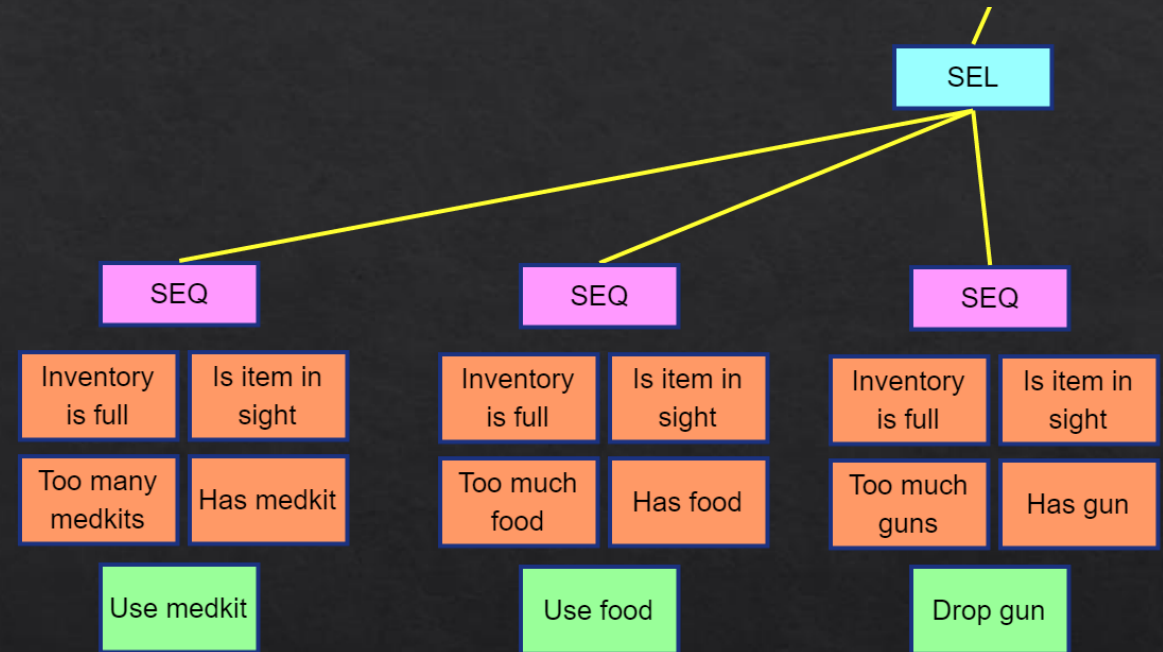 SEL
SEQ
SEQ
SEQ
Inventory
is full
Is item in
sight
Inventory
is full
Is item in
sight
Inventory
is full
Is item in
sight
Too many
medkits
Has medkit
Too much
food
Has food
Too much
guns
Has gun
Use medkit
Use food
Drop gun